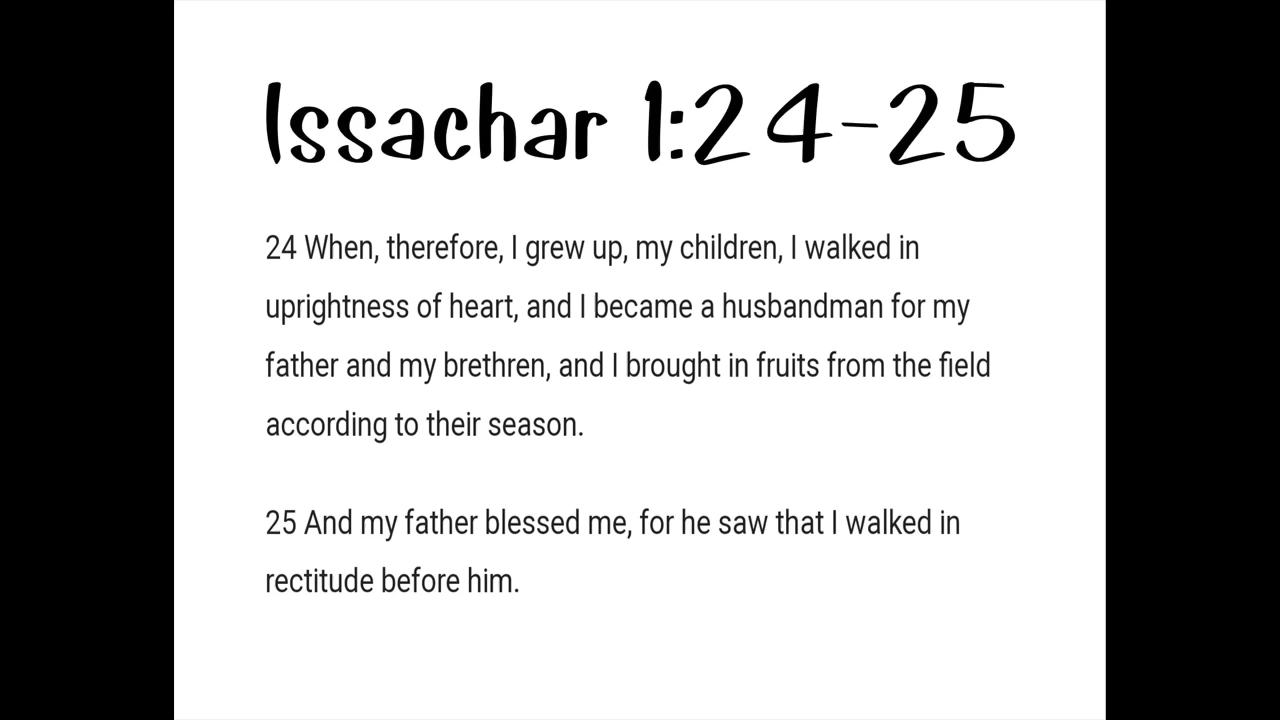 Issachar 1:24-25
24 When, therefore, I grew up, my children, I walked in
uprightness of heart, and I became a husbandman for my
father and my brethren, and I brought in fruits from the field
according to their season.
25 And my father blessed me, for he saw that I walked in
rectitude before him.